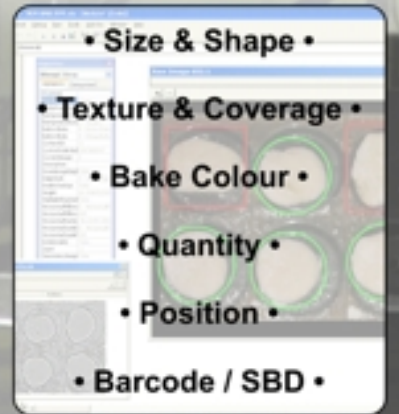 • Size & Shape •
• Texture & Coverage •
• Bake Colour •
• Quantity •
• Position •
• Barcode / SBD •